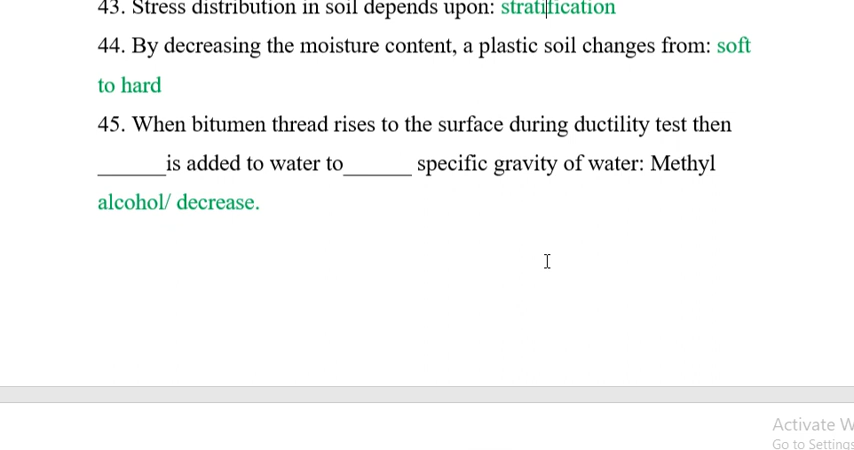 43. Stress distribution in soil depends upon: stratification
44. By decreasing the moisture content, a plastic soil changes from: soft
to hard
45. When bitumen thread rises to the surface during ductility test then
______is added to water to______ specific gravity of water: Methyl
alcohol/ decrease.
Activate W
Go to Settings